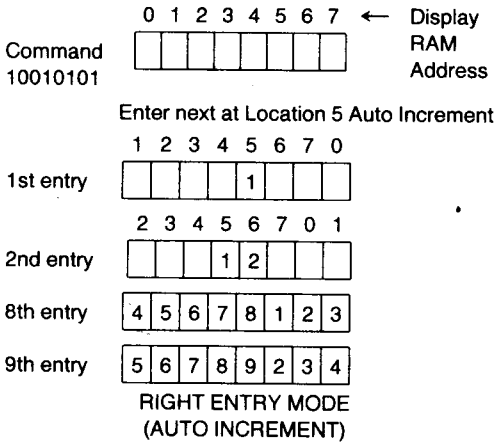 0 1 2 3 4 5 6 7 ← Display
RAM
Address
Command
10010101
Enter next at Location 5 Auto Increment
1 2 3 4 5 6 7 0
1st entry 1
2 3 4 5 6 7 0 1
2nd entry 1 2
8th entry 4 5 6 7 8 1 2 3
9th entry 5 6 7 8 9 2 3 4
RIGHT ENTRY MODE
(AUTO INCREMENT)